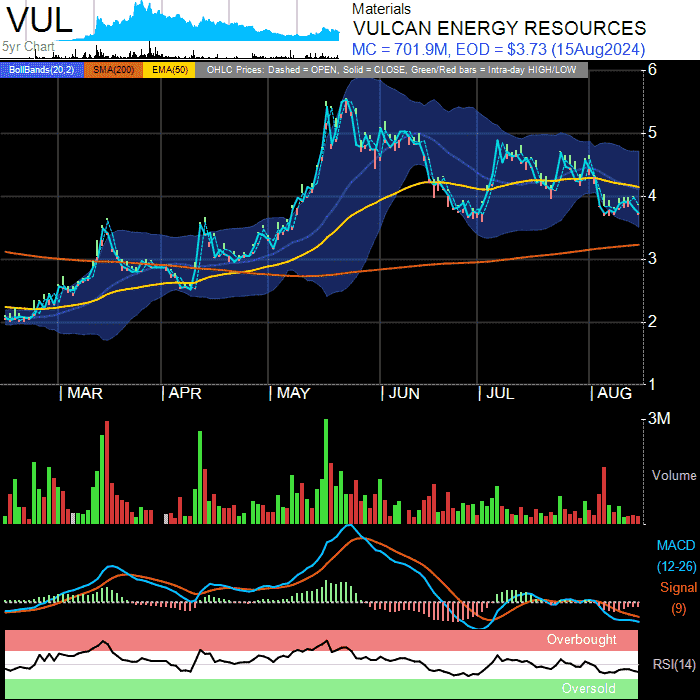 VUL
5yr Chart
Materials
VULCAN ENERGY RESOURCES
MC = 701.9M, EOD = $3.73 (15Aug2024)
BollBands(20,2) SMA(200) EMA(50) OHLC Prices: Dashed = OPEN, Solid = CLOSE, Green/Red bars = Intra-day HIGH/LOW
6
5
4
3
2
1
| MAR | APR | MAY | JUN | JUL | AUG
3M
Volume
MACD
(12-26)
Signal
(9)
Overbought
RSI(14)
Oversold